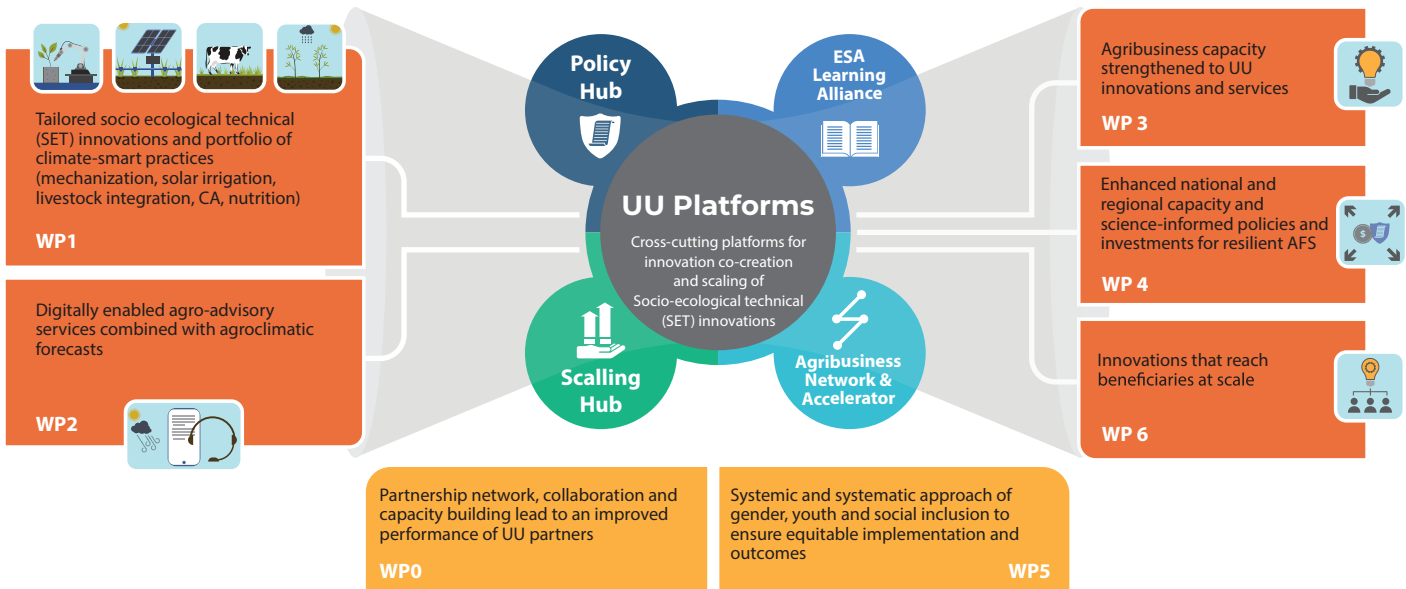 Tailored socio ecological technical
(SET) innovations and portfolio of
climate-smart practices
(mechanization, solar irrigation,
livestock integration, CA, nutrition)
WP1
Digitally enabled agro-advisory
services combined with agroclimatic
forecasts
WP2
Policy
Hub
ESA
Learning
Alliance
UU Platforms
Cross-cutting platforms for
innovation co-creation
and scaling of
Socio-ecological technical
(SET) innovations
Scalling
Hub
Agribusiness
Network &
Accelerator
Agribusiness capacity
strengthened to UU
innovations and services
WP 3
Enhanced national and
regional capacity and
science-informed policies and
investments for resilient AFS
WP 4
Innovations that reach
beneficiaries at scale
WP 6
Partnership network, collaboration and
capacity building lead to an improved
performance of UU partners
WP0
Systemic and systematic approach of
gender, youth and social inclusion to
ensure equitable implementation and
outcomes
WP5
$